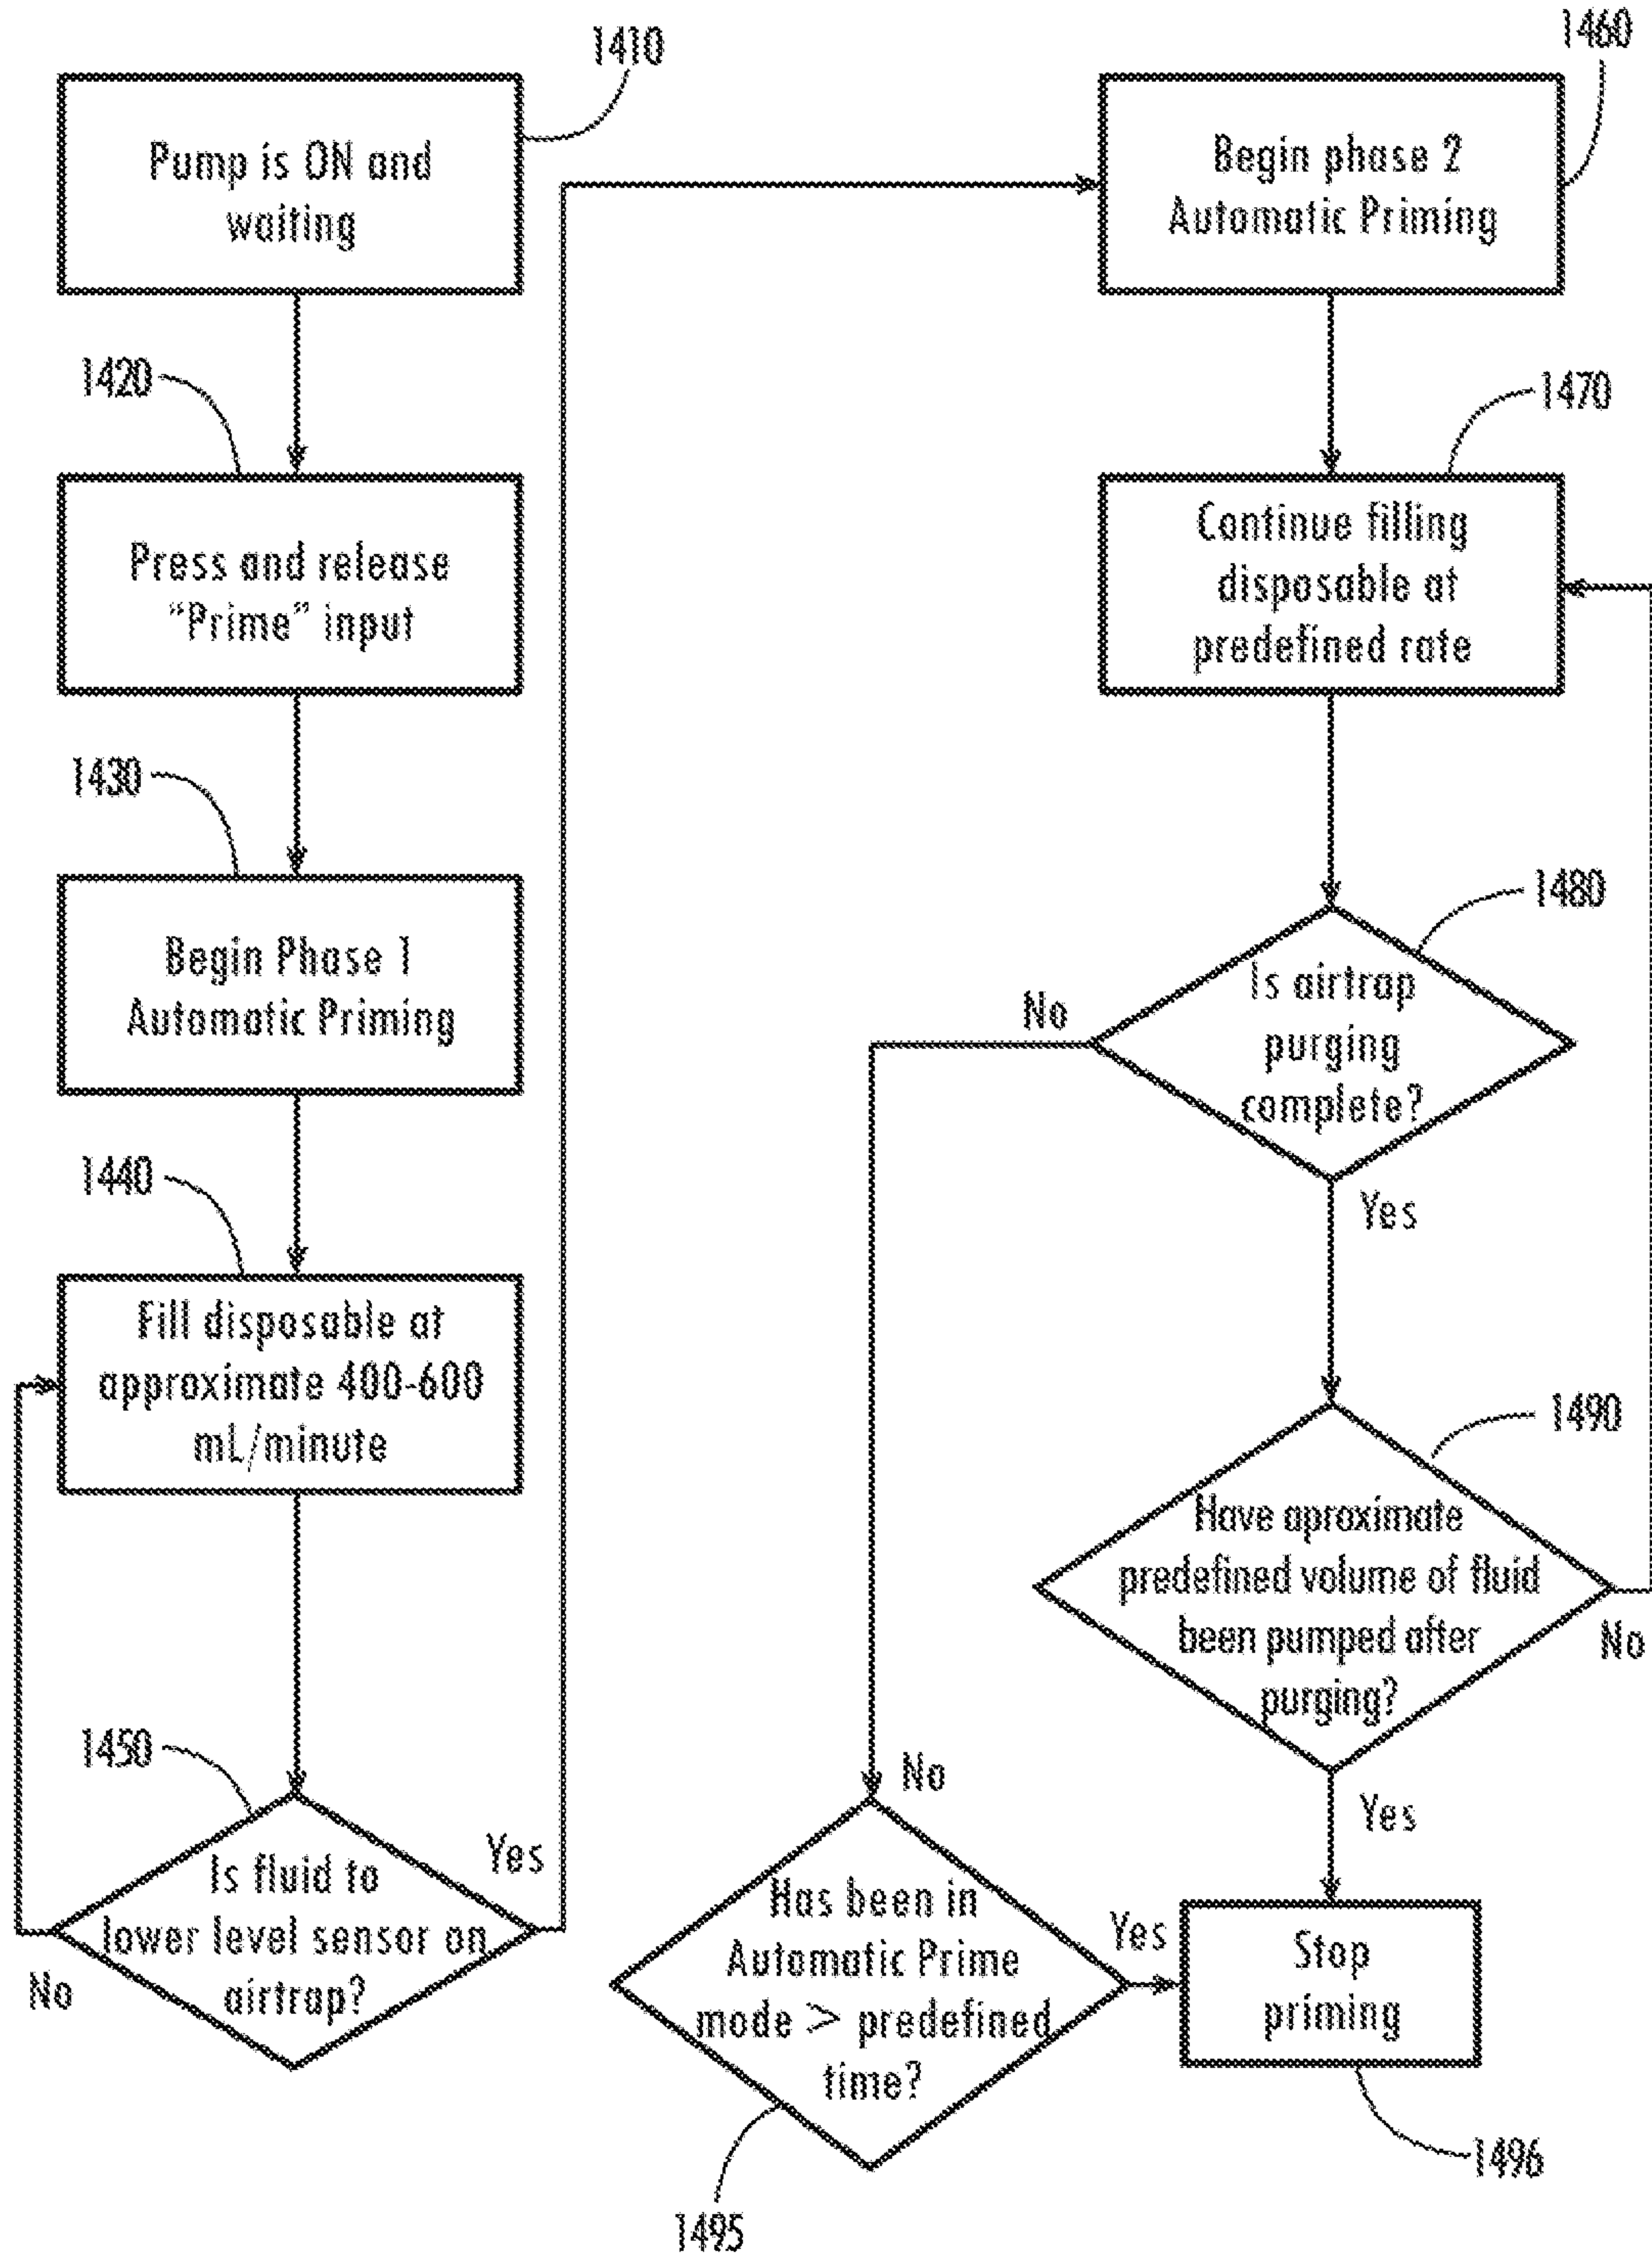 1410
Pump is ON and
waiting
1420
Press and release
“Prime” input
1430
Begin Phase 1
Automatic Priming
1440
Fill disposable at
approximate 400-600
mL/minute
1450
Is fluid to
lower level sensor on
airtrap?
Yes
No
1460
Begin phase 2
Automatic Priming
1470
Continue filling
disposable at
predefined rate
1480
Is airtrap
purging
complete?
No
Yes
1490
Have aproximate
predefined volume of fluid
been pumped after
purging?
No
Yes
No
Has been in
Automatic Prime
mode > predefined
time?
Yes
1495
Stop
priming
1496